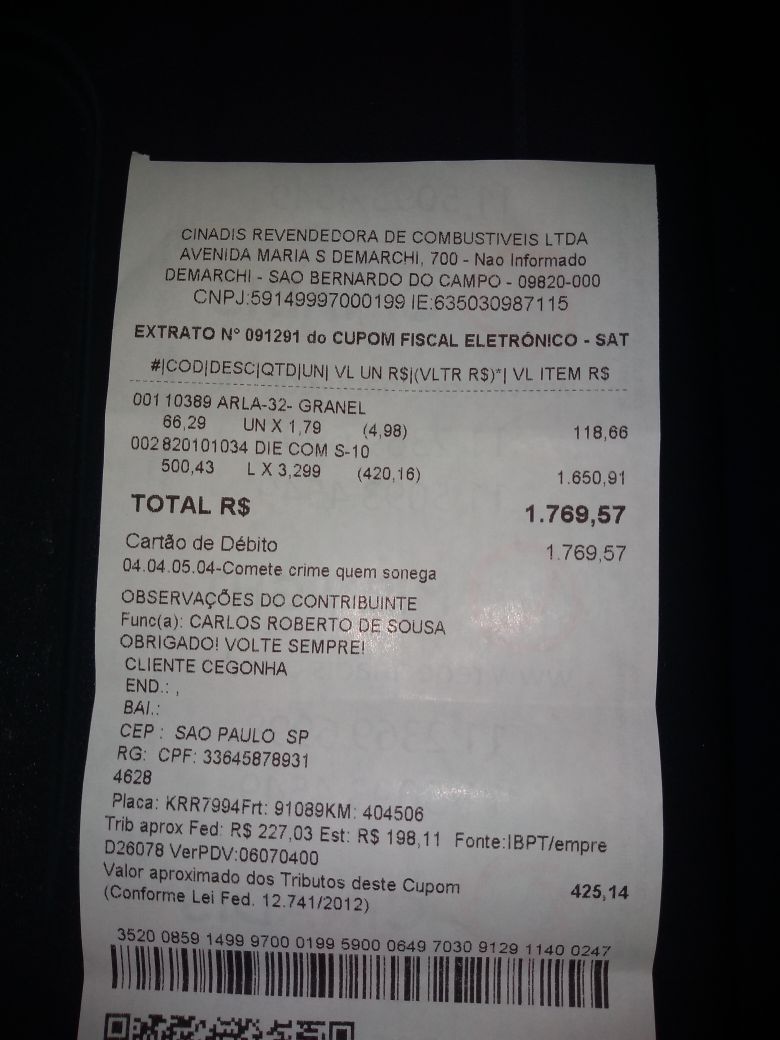 CINADIS REVENDEDORA DE COMBUSTIVEIS LTDA
AVENIDA MARIA S DEMARCHI, 700 - Nao Informado
DEMARCHI - SAO BERNARDO DO CAMPO - 09820-000
CNPJ:59149997000199 IE:635030987115
EXTRATO N° 091291 do CUPOM FISCAL ELETRÔNICO - SAT
#|COD|DESC|QTD|UN| VL UN R$|(VLTR R$)*| VL ITEM R$
001 10389 ARLA-32- GRANEL
66,29 UN X 1,79 (4,98) 118,66
002 820101034 DIE COM S-10
500,43 L X 3,299 (420,16) 1.650,91
TOTAL R$ 1.769,57
Cartão de Débito 1.769,57
04.04.05.04-Comete crime quem sonega
OBSERVAÇÕES DO CONTRIBUINTE
Func(a): CARLOS ROBERTO DE SOUSA
OBRIGADO! VOLTE SEMPRE!
CLIENTE CEGONHA
END.: ,
BAI.:
CEP : SAO PAULO SP
RG: CPF: 33645878931
4628
Placa: KRR7994Frt: 91089KM: 404506
Trib aprox Fed: R$ 227,03 Est: R$ 198,11 Fonte:IBPT/empre
D26078 VerPDV:06070400
Valor aproximado dos Tributos deste Cupom 425,14
(Conforme Lei Fed. 12.741/2012)
3520 0859 1499 9700 0199 5900 0649 7030 9129 1140 0247